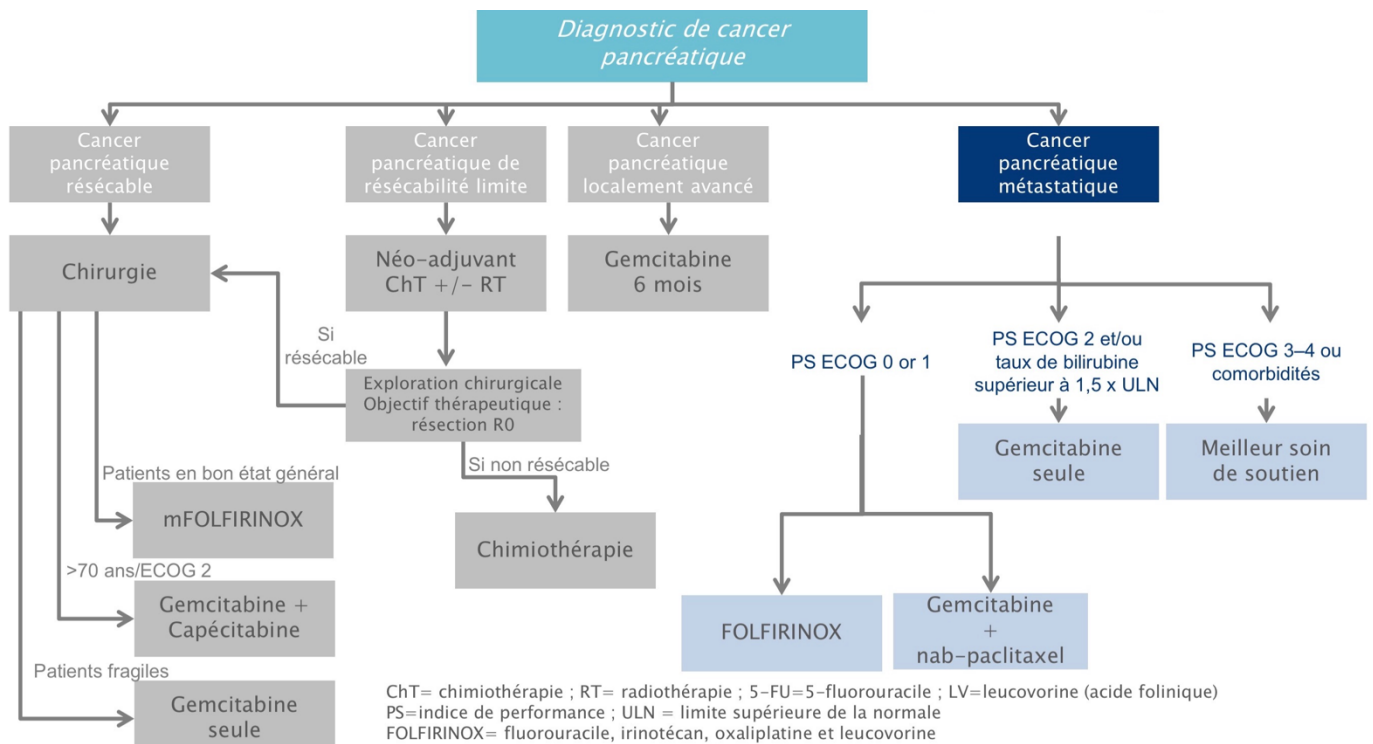 Diagnostic de cancer
pancréatique
Cancer
pancréatique
résécable
Cancer
pancréatique de
résécabilité limite
Cancer
pancréatique
localement avancé
Cancer
pancréatique
métastatique
Chirurgie
Néo-adjuvant
ChT +/- RT
Gemcitabine
6 mois
Si
résécable
PS ECOG 0 or 1
PS ECOG 2 et/ou
taux de bilirubine
supérieur à 1,5 x ULN
PS ECOG 3–4 ou
comorbidités
Exploration chirurgicale
Objectif thérapeutique :
résection R0
Gemcitabine
seule
Meilleur soin
de soutien
Si non résécable
Patients en bon état général
mFOLFIRINOX
Chimiothérapie
>70 ans/ECOG 2
Gemcitabine +
Capécitabine
FOLFIRINOX
Gemcitabine
+
nab-paclitaxel
Patients fragiles
Gemcitabine
seule
ChT= chimiothérapie ; RT= radiothérapie ; 5-FU=5-fluorouracile ; LV=leucovorine (acide folinique)
PS=indice de performance ; ULN = limite supérieure de la normale
FOLFIRINOX= fluorouracile, irinotécan, oxaliplatine et leucovorine